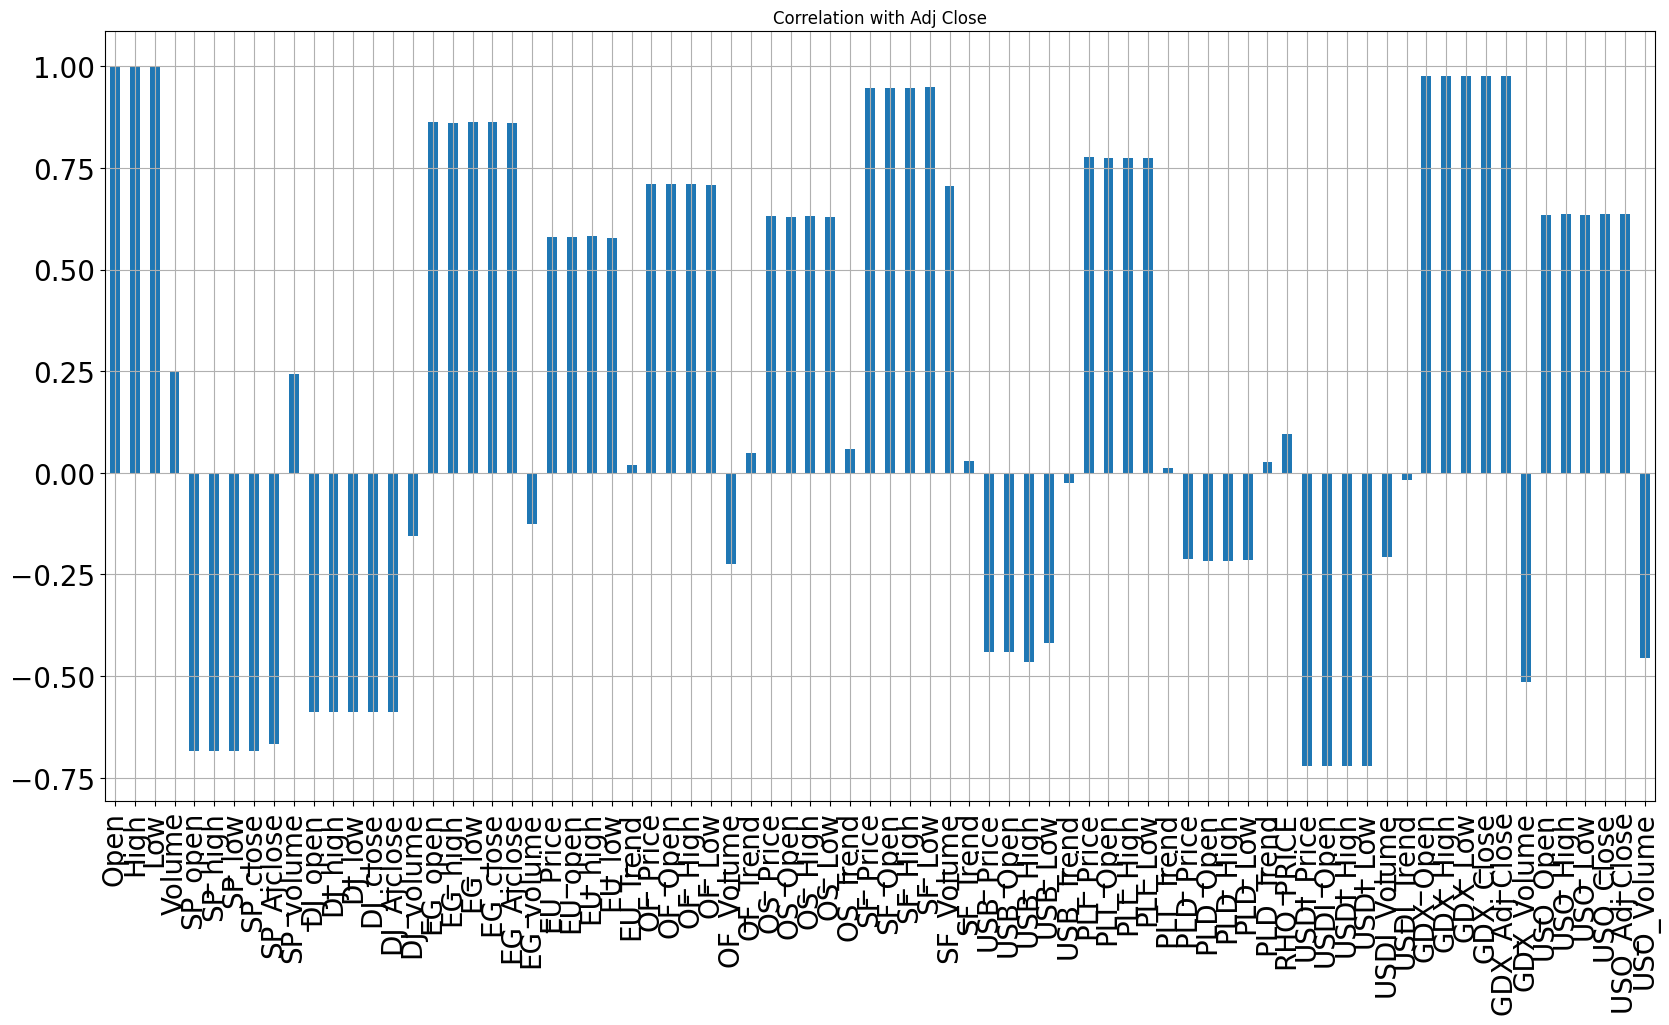 Correlation with Adj Close
1.00
0.75
0.50
0.25
0.00
−0.25
−0.50
−0.75
Open
High
Low
Volume
SP_open
SP_high
SP_low
SP_close
SP_Ajclose
SP_volume
DJ_open
DJ_high
DJ_low
DJ_close
DJ_Ajclose
DJ_volume
EG_open
EG_high
EG_low
EG_close
EG_Ajclose
EG_volume
EU_Price
EU_open
EU_high
EU_low
EU_Trend
OF_Price
OF_Open
OF_High
OF_Low
OF_Volume
OF_Trend
OS_Price
OS_Open
OS_High
OS_Low
OS_Trend
SF_Price
SF_Open
SF_High
SF_Low
SF_Volume
SF_Trend
USB_Price
USB_Open
USB_High
USB_Low
USB_Trend
PLT_Price
PLT_Open
PLT_High
PLT_Low
PLT_Trend
PLD_Price
PLD_Open
PLD_High
PLD_Low
PLD_Trend
RHO_PRICE
USDI_Price
USDI_Open
USDI_High
USDI_Low
USDI_Volume
USDI_Trend
GDX_Open
GDX_High
GDX_Low
GDX_Close
GDX_Adj Close
GDX_Volume
USO_Open
USO_High
USO_Low
USO_Close
USO_Adj Close
USO_Volume